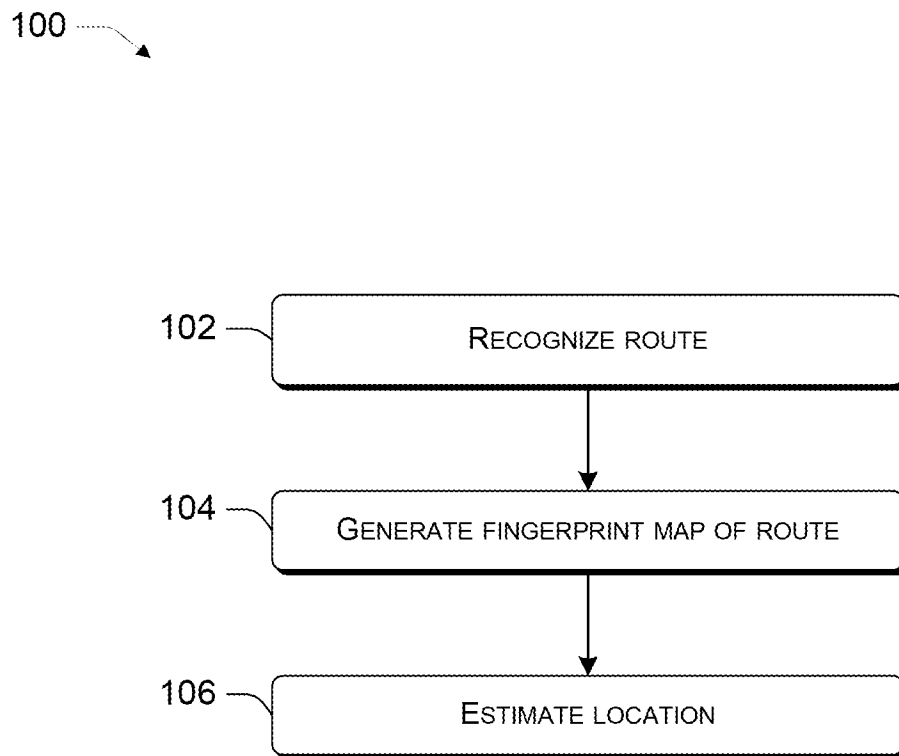 100
102
RECOGNIZE ROUTE
104
GENERATE FINGERPRINT MAP OF ROUTE
106
ESTIMATE LOCATION